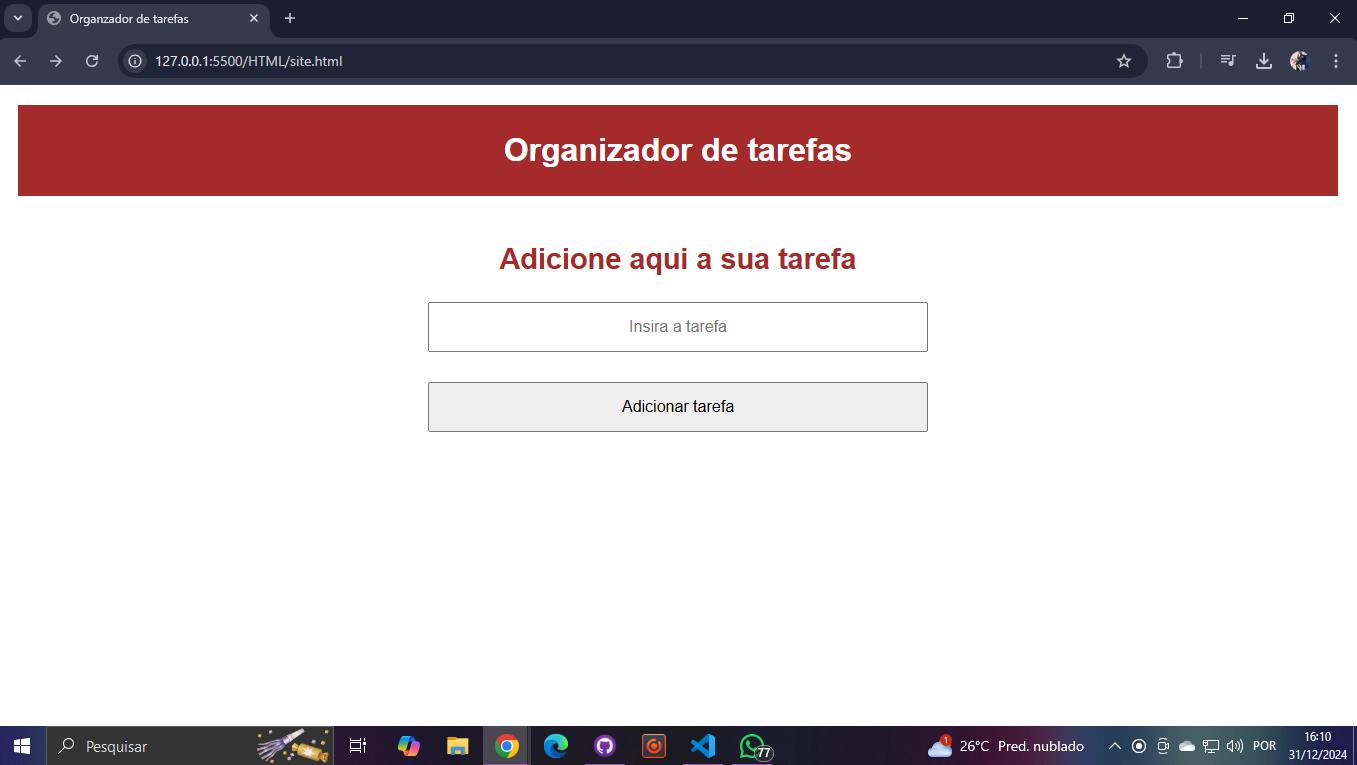 Organzador de tarefas
127.0.0.1:5500/HTML/site.html
Organizador de tarefas
Adicione aqui a sua tarefa
Insira a tarefa
Adicionar tarefa
Pesquisar
77
1
26°C Pred. nublado
POR
16:10
31/12/2024